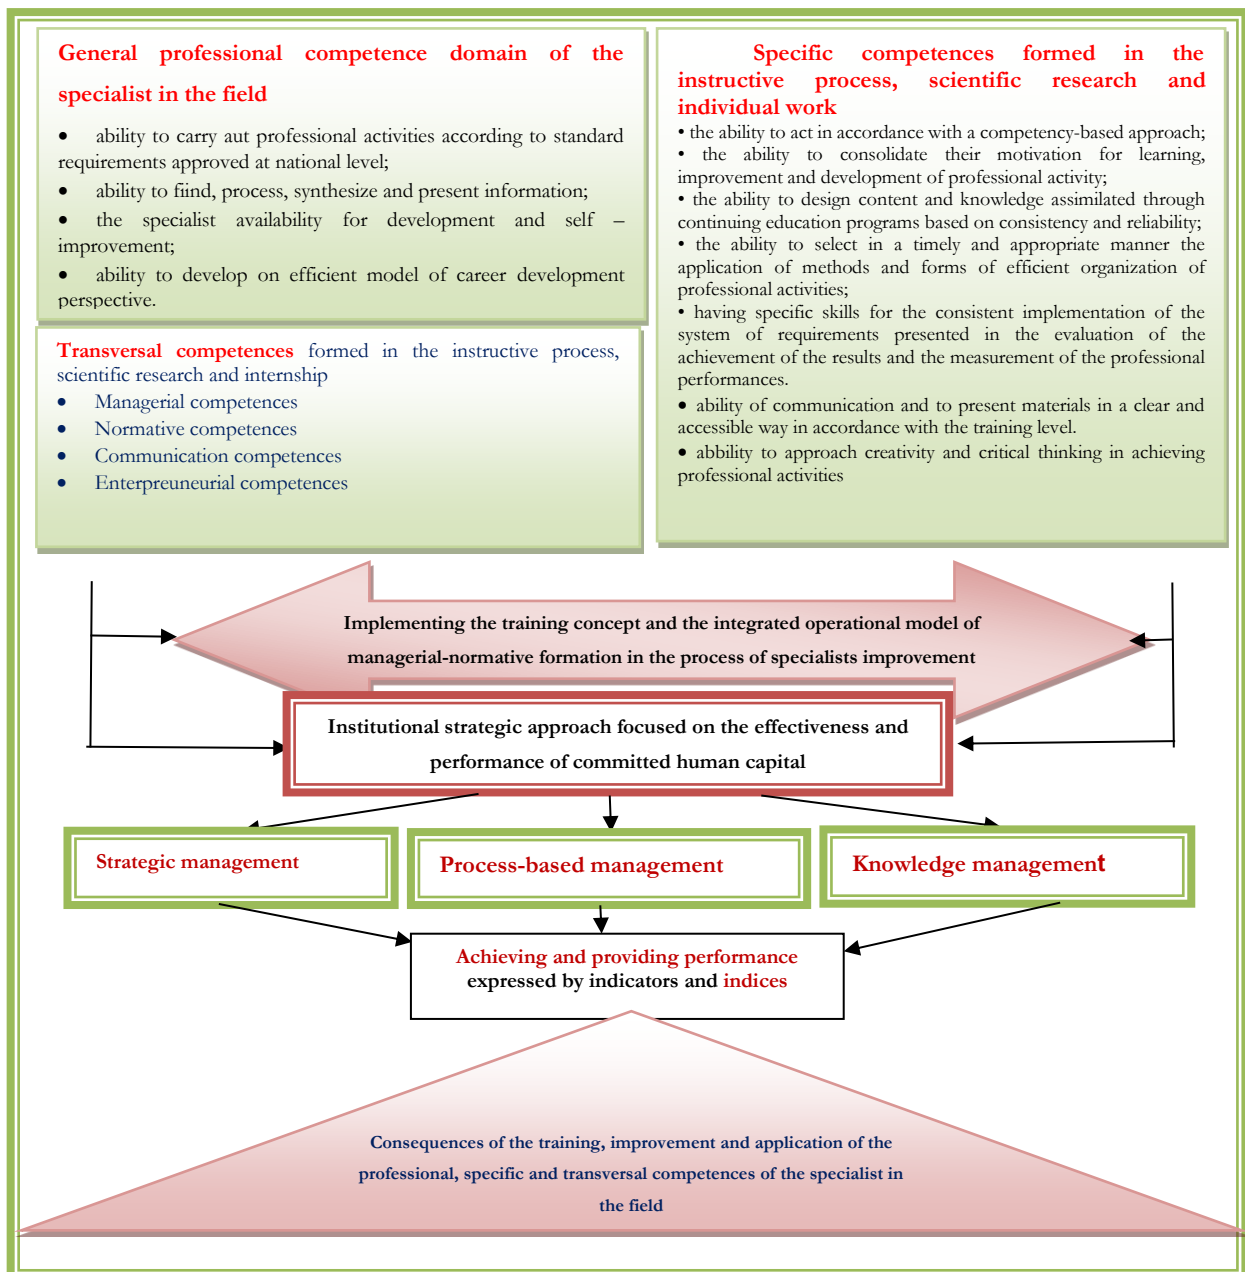 General professional competence domain of the
specialist in the field
• ability to carry aut professional activities according to standard
requirements approved at national level;
• ability to fiind, process, synthesize and present information;
• the specialist availability for development and self –
improvement;
• ability to develop on efficient model of career development
perspective.
Transversal competences formed in the instructive process,
scientific research and internship
• Managerial competences
• Normative competences
• Communication competences
• Enterpreuneurial competences
Specific competences formed in the
instructive process, scientific research and
individual work
• the ability to act in accordance with a competency-based approach;
• the ability to consolidate their motivation for learning,
improvement and development of professional activity;
• the ability to design content and knowledge assimilated through
continuing education programs based on consistency and reliability;
• the ability to select in a timely and appropriate manner the
application of methods and forms of efficient organization of
professional activities;
• having specific skills for the consistent implementation of the
system of requirements presented in the evaluation of the
achievement of the results and the measurement of the professional
performances.
• ability of communication and to present materials in a clear and
accessible way in accordance with the training level.
• abbility to approach creativity and critical thinking in achieving
professional activities
Implementing the training concept and the integrated operational model of
managerial-normative formation in the process of specialists improvement
Institutional strategic approach focused on the effectiveness and
performance of committed human capital
Strategic management
Process-based management
Knowledge management
Achieving and providing performance
expressed by indicators and indices
Consequences of the training, improvement and application of the
professional, specific and transversal competences of the specialist in
the field